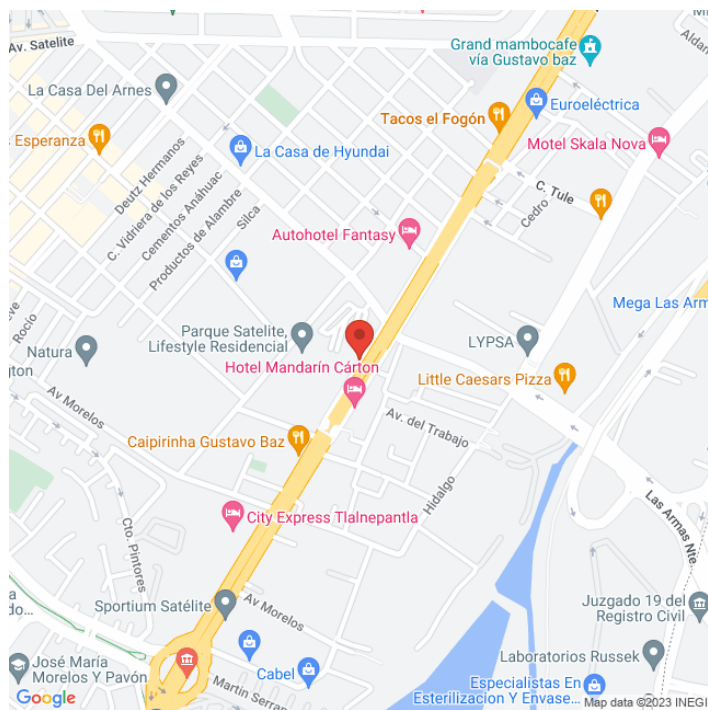 Av. Satelite
Grand mambocafe
vía Gustavo baz
Aldan
La Casa Del Arnes
Tacos el Fogón
Euroeléctrica
Esperanza
La Casa de Hyundai
Motel Skala Nova
Deutz Hermanos
C. Vidriera de los Reyes
Cementos Anáhuac
Productos de Alambre
Silca
C. Tule
Cedro
Autohotel Fantasy
Mega Las Arm
Rocío
Natura
Parque Satelite,
Lifestyle Residencial
LYPSA
Hotel Mandarín Cárton
Little Caesars Pizza
Av Morelos
Av. del Trabajo
Caipirinha Gustavo Baz
Hidalgo
City Express Tlalnepantla
Cto. Pintores
Las Armas Nte
Sportium Satélite
Av Morelos
Juzgado 19 del
Registro Civil
José María
Morelos Y Pavón
Cabel
Martín Serran
Laboratorios Russek
Especialistas En
Esterilizacion Y Envase...
Google
Map data ©2023 INEGI